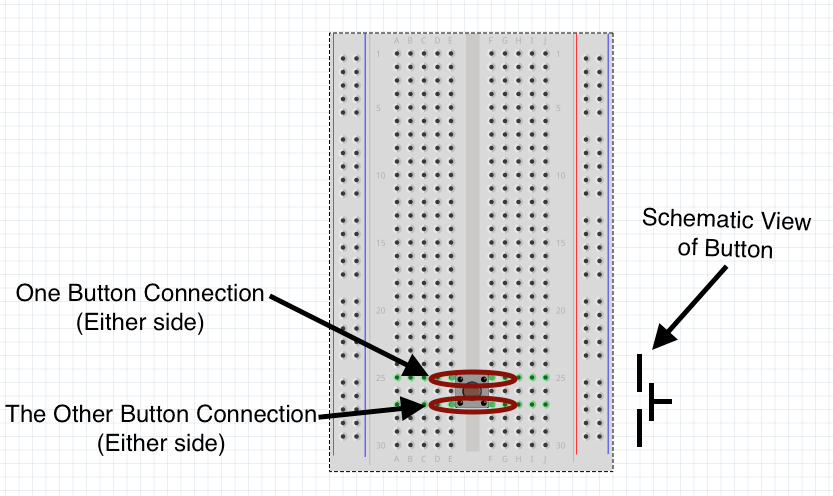 A B C D E F G H I J
1 1
5 5
10 10
15 15
Schematic View
of Button
One Button Connection
(Either side)
20 20
25 25
The Other Button Connection
(Either side)
30 30
A B C D E F G H I J